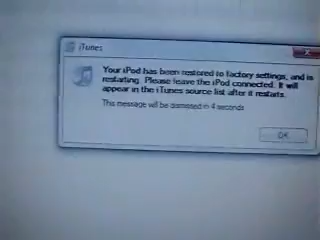 iTunes
Your iPod has been restored to factory settings, and is
restarting. Please leave the iPod connected. It will
appear in the iTunes source list after it restarts.
This message will be dismissed in 4 seconds
OK